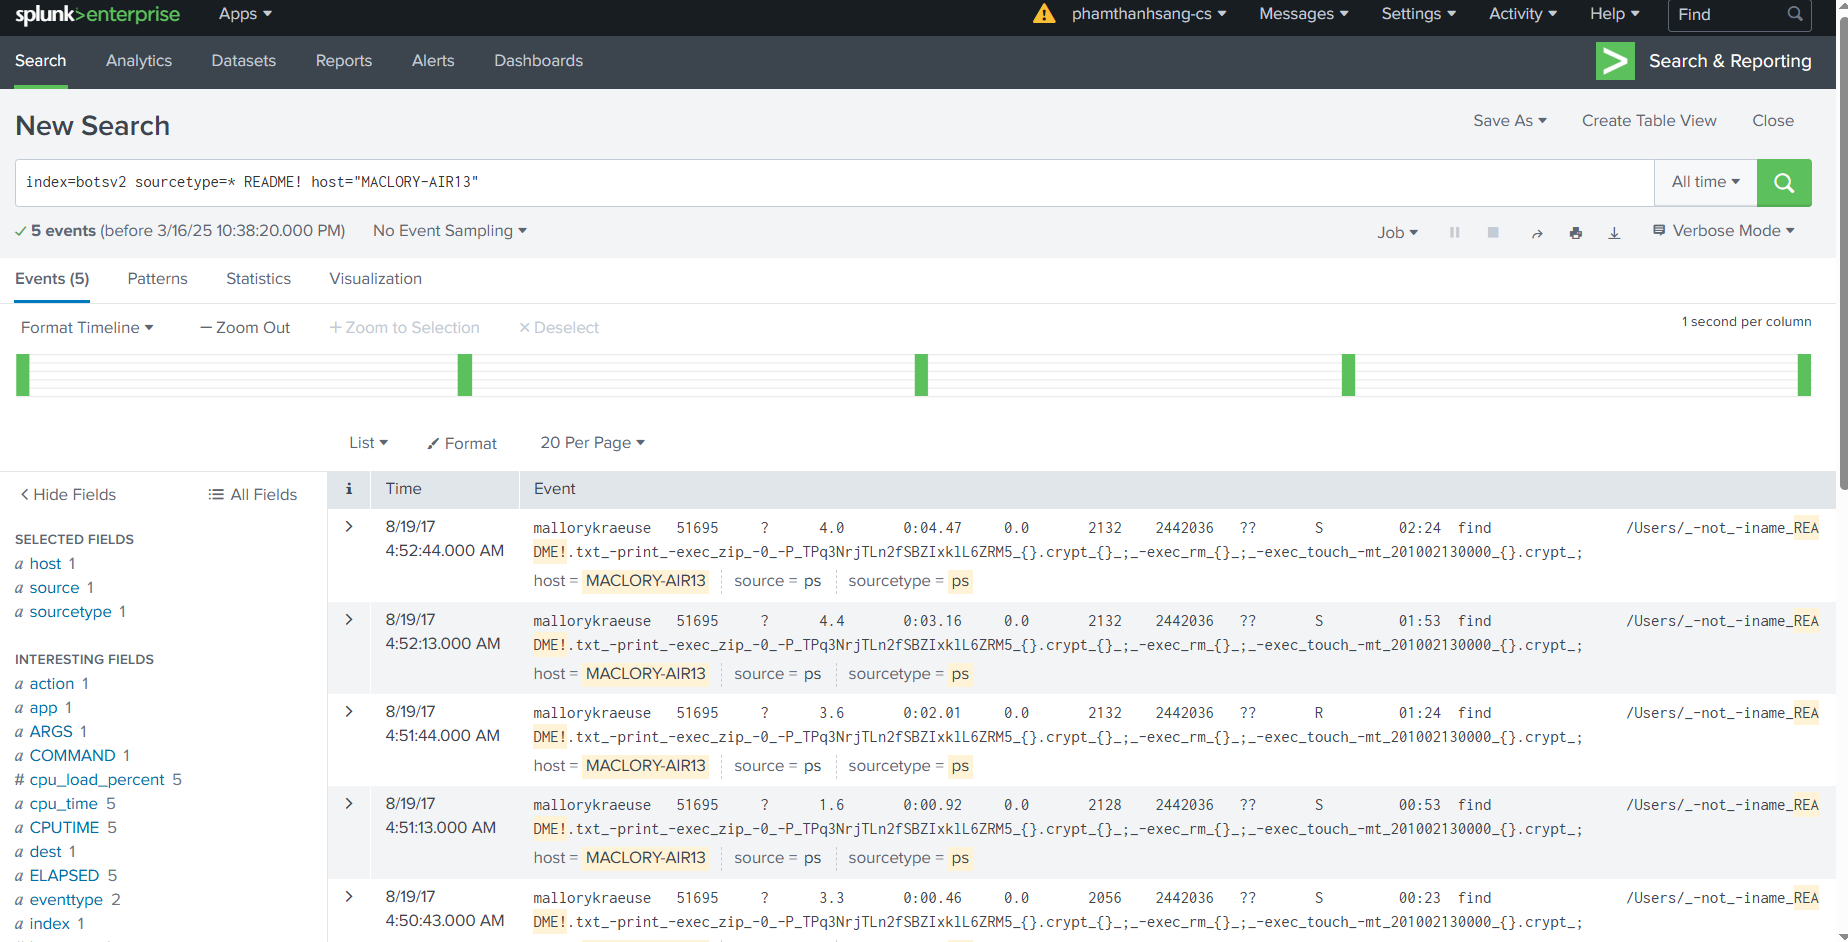 splunk>enterprise Apps phamthanhsang-cs Messages Settings Activity Help Find
Search Analytics Datasets Reports Alerts Dashboards Search & Reporting
New Search Save As Create Table View Close
index=botsv2 sourcetype=* README! host="MACLORY-AIR13" All time
5 events (before 3/16/25 10:38:20.000 PM) No Event Sampling Job Verbose Mode
Events (5) Patterns Statistics Visualization
Format Timeline — Zoom Out + Zoom to Selection × Deselect 1 second per column
List Format 20 Per Page
< Hide Fields All Fields
i Time Event
SELECTED FIELDS
a host 1
a source 1
a sourcetype 1
INTERESTING FIELDS
a action 1
a app 1
a ARGS 1
a COMMAND 1
# cpu_load_percent 5
a cpu_time 5
a CPUTIME 5
a dest 1
a ELAPSED 5
a eventtype 2
a index 1
> 8/19/17 mallorykraeuse 51695 ? 4.0 0:04.47 0.0 2132 2442036 ?? S 02:24 find /Users/_-not_-iname_REA
4:52:44.000 AM DME!.txt_-print_-exec_zip_-0_-P_TPq3NrjTLn2fSBZIxklL6ZRM5_{}.crypt_{}_;_-exec_rm_{}_;_-exec_touch_-mt_201002130000_{}.crypt_;
host = MACLORY-AIR13 source = ps sourcetype = ps
> 8/19/17 mallorykraeuse 51695 ? 4.4 0:03.16 0.0 2132 2442036 ?? S 01:53 find /Users/_-not_-iname_REA
4:52:13.000 AM DME!.txt_-print_-exec_zip_-0_-P_TPq3NrjTLn2fSBZIxklL6ZRM5_{}.crypt_{}_;_-exec_rm_{}_;_-exec_touch_-mt_201002130000_{}.crypt_;
host = MACLORY-AIR13 source = ps sourcetype = ps
> 8/19/17 mallorykraeuse 51695 ? 3.6 0:02.01 0.0 2132 2442036 ?? R 01:24 find /Users/_-not_-iname_REA
4:51:44.000 AM DME!.txt_-print_-exec_zip_-0_-P_TPq3NrjTLn2fSBZIxklL6ZRM5_{}.crypt_{}_;_-exec_rm_{}_;_-exec_touch_-mt_201002130000_{}.crypt_;
host = MACLORY-AIR13 source = ps sourcetype = ps
> 8/19/17 mallorykraeuse 51695 ? 1.6 0:00.92 0.0 2128 2442036 ?? S 00:53 find /Users/_-not_-iname_REA
4:51:13.000 AM DME!.txt_-print_-exec_zip_-0_-P_TPq3NrjTLn2fSBZIxklL6ZRM5_{}.crypt_{}_;_-exec_rm_{}_;_-exec_touch_-mt_201002130000_{}.crypt_;
host = MACLORY-AIR13 source = ps sourcetype = ps
> 8/19/17 mallorykraeuse 51695 ? 3.3 0:00.46 0.0 2056 2442036 ?? S 00:23 find /Users/_-not_-iname_REA
4:50:43.000 AM DME!.txt_-print_-exec_zip_-0_-P_TPq3NrjTLn2fSBZIxklL6ZRM5_{}.crypt_{}_;_-exec_rm_{}_;_-exec_touch_-mt_201002130000_{}.crypt_;